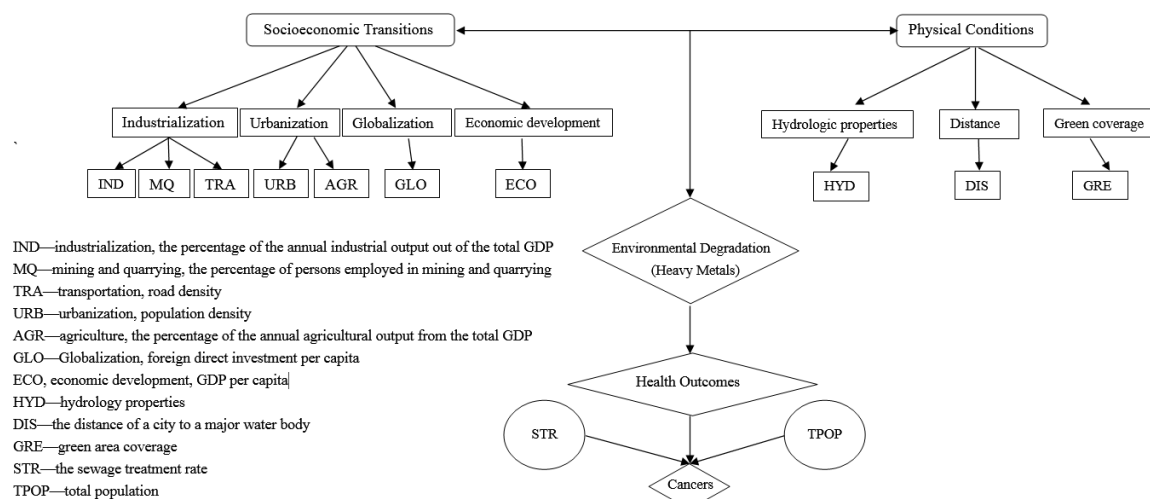 Socioeconomic Transitions
Physical Conditions
Industrialization
Urbanization
Globalization
Economic development
Hydrologic properties
Distance
Green coverage
IND
MQ
TRA
URB
AGR
GLO
ECO
HYD
DIS
GRE
Environmental Degradation
(Heavy Metals)
Health Outcomes
STR
TPOP
Cancers
IND—industrialization, the percentage of the annual industrial output out of the total GDP
MQ—mining and quarrying, the percentage of persons employed in mining and quarrying
TRA—transportation, road density
URB—urbanization, population density
AGR—agriculture, the percentage of the annual agricultural output from the total GDP
GLO—Globalization, foreign direct investment per capita
ECO, economic development, GDP per capita
HYD—hydrology properties
DIS—the distance of a city to a major water body
GRE—green area coverage
STR—the sewage treatment rate
TPOP—total population